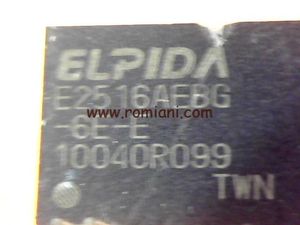 ELPIDA
E2516AEBG
www.romiani.com
-6E-E
10040R099
TWN